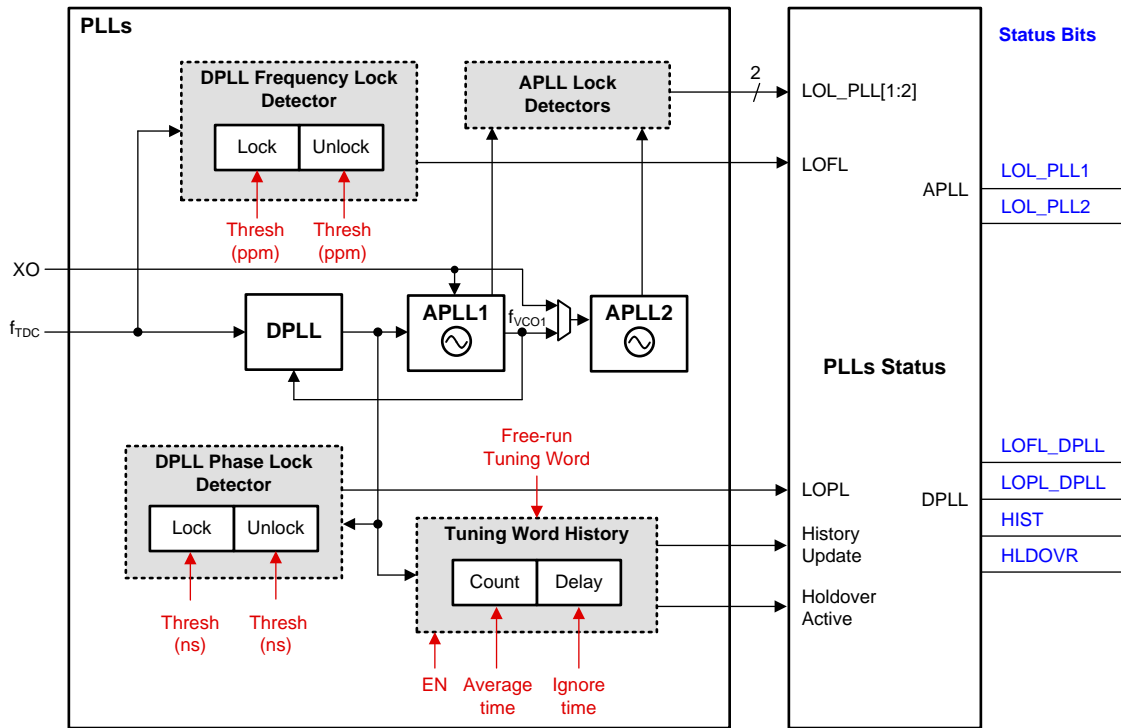 PLLs
DPLL Frequency Lock
Detector
Lock
Unlock
Thresh
(ppm)
Thresh
(ppm)
APLL Lock
Detectors
2
XO
fTDC
DPLL
APLL1
fVCO1
APLL2
DPLL Phase Lock
Detector
Lock
Unlock
Thresh
(ns)
Thresh
(ns)
Free-run
Tuning Word
Tuning Word History
Count
Delay
EN
Average
time
Ignore
time
LOL_PLL[1:2]
LOFL
APLL
PLLs Status
LOPL
DPLL
History
Update
Holdover
Active
Status Bits
LOL_PLL1
LOL_PLL2
LOFL_DPLL
LOPL_DPLL
HIST
HLDOVR